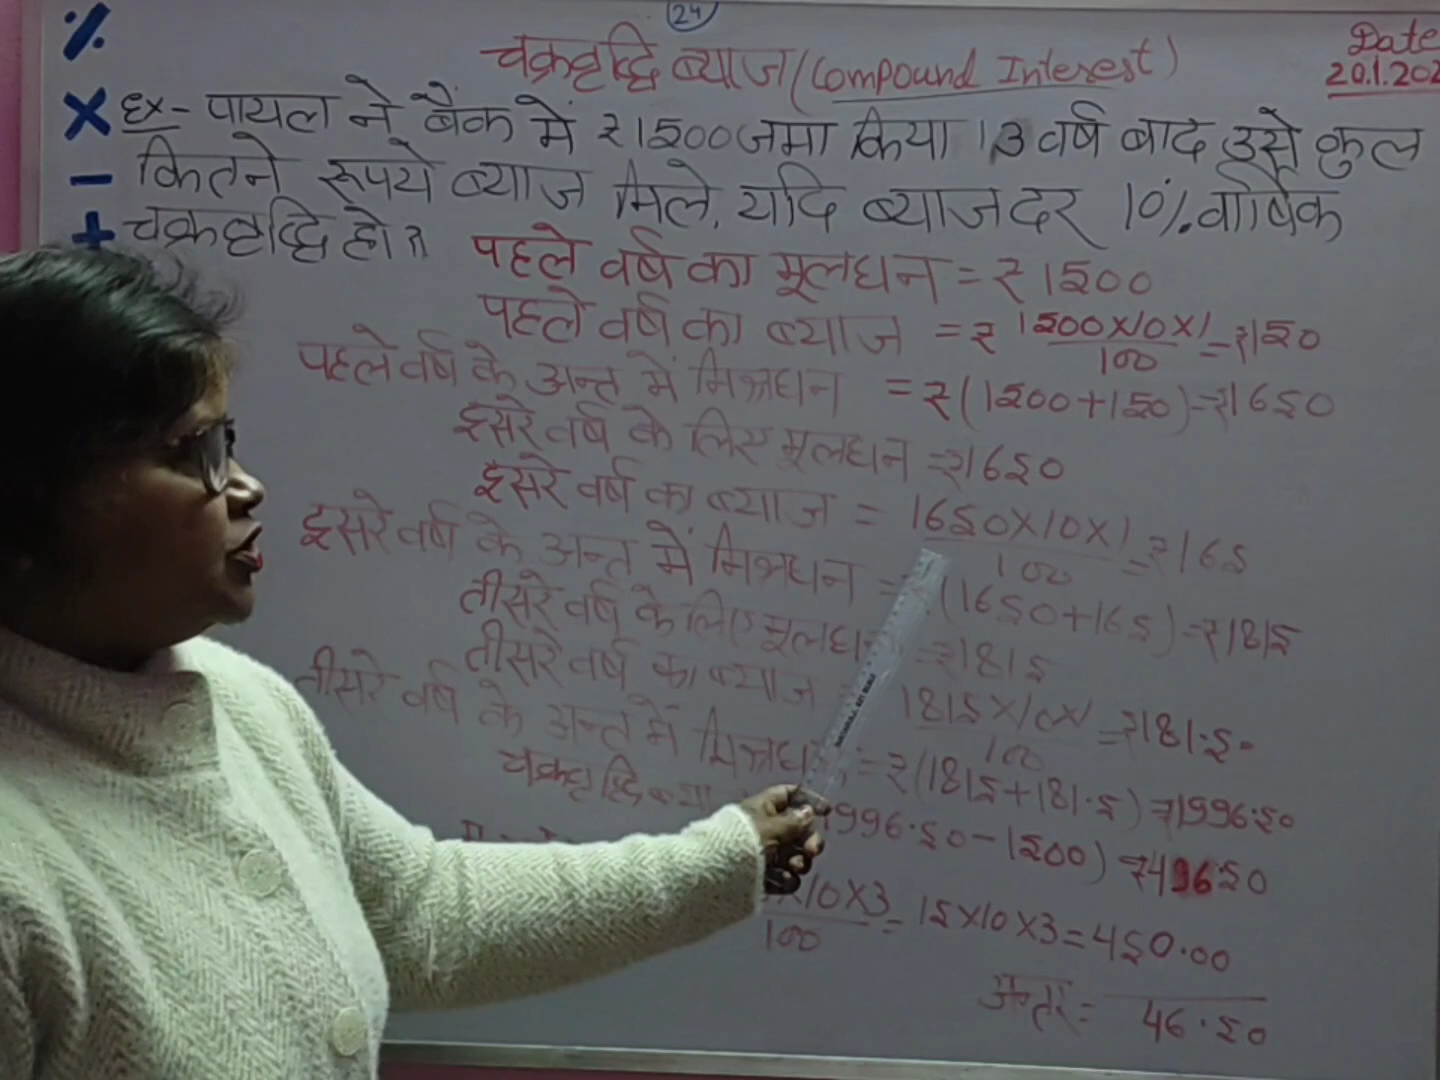 24
%
चक्रवृद्धि ब्याज (Compound Interest)
Date
20.1.202
× Ex- पायल ने बैंक में ₹1500 जमा किया । 3 वर्ष बाद उसे कुल
- कितने रूपये ब्याज मिले, यदि ब्याज दर 10% वार्षिक
+ चक्रवृद्धि हो।
पहले वर्ष का मूलधन = ₹1500
पहले वर्ष का ब्याज = ₹ 1500×10×1/100 = ₹150
पहले वर्ष के अन्त में मिश्रधन = ₹(1500+150) = ₹1650
दूसरे वर्ष के लिए मूलधन = ₹1650
दूसरे वर्ष का ब्याज = 1650×10×1/100 = ₹165
दूसरे वर्ष के अन्त में मिश्रधन = (1650+165) = ₹1815
तीसरे वर्ष के लिए मूलधन = ₹1815
तीसरे वर्ष का ब्याज 1815×10×1/100 = ₹181.50
तीसरे वर्ष के अन्त में मिश्रधन = ₹(1815+181.5) = ₹1996.50
चक्रवृद्धि ब्या 1996.50-1500) = ₹496.50
×10×3/100 = 15×10×3 = 450.00
अन्तर = 46.50